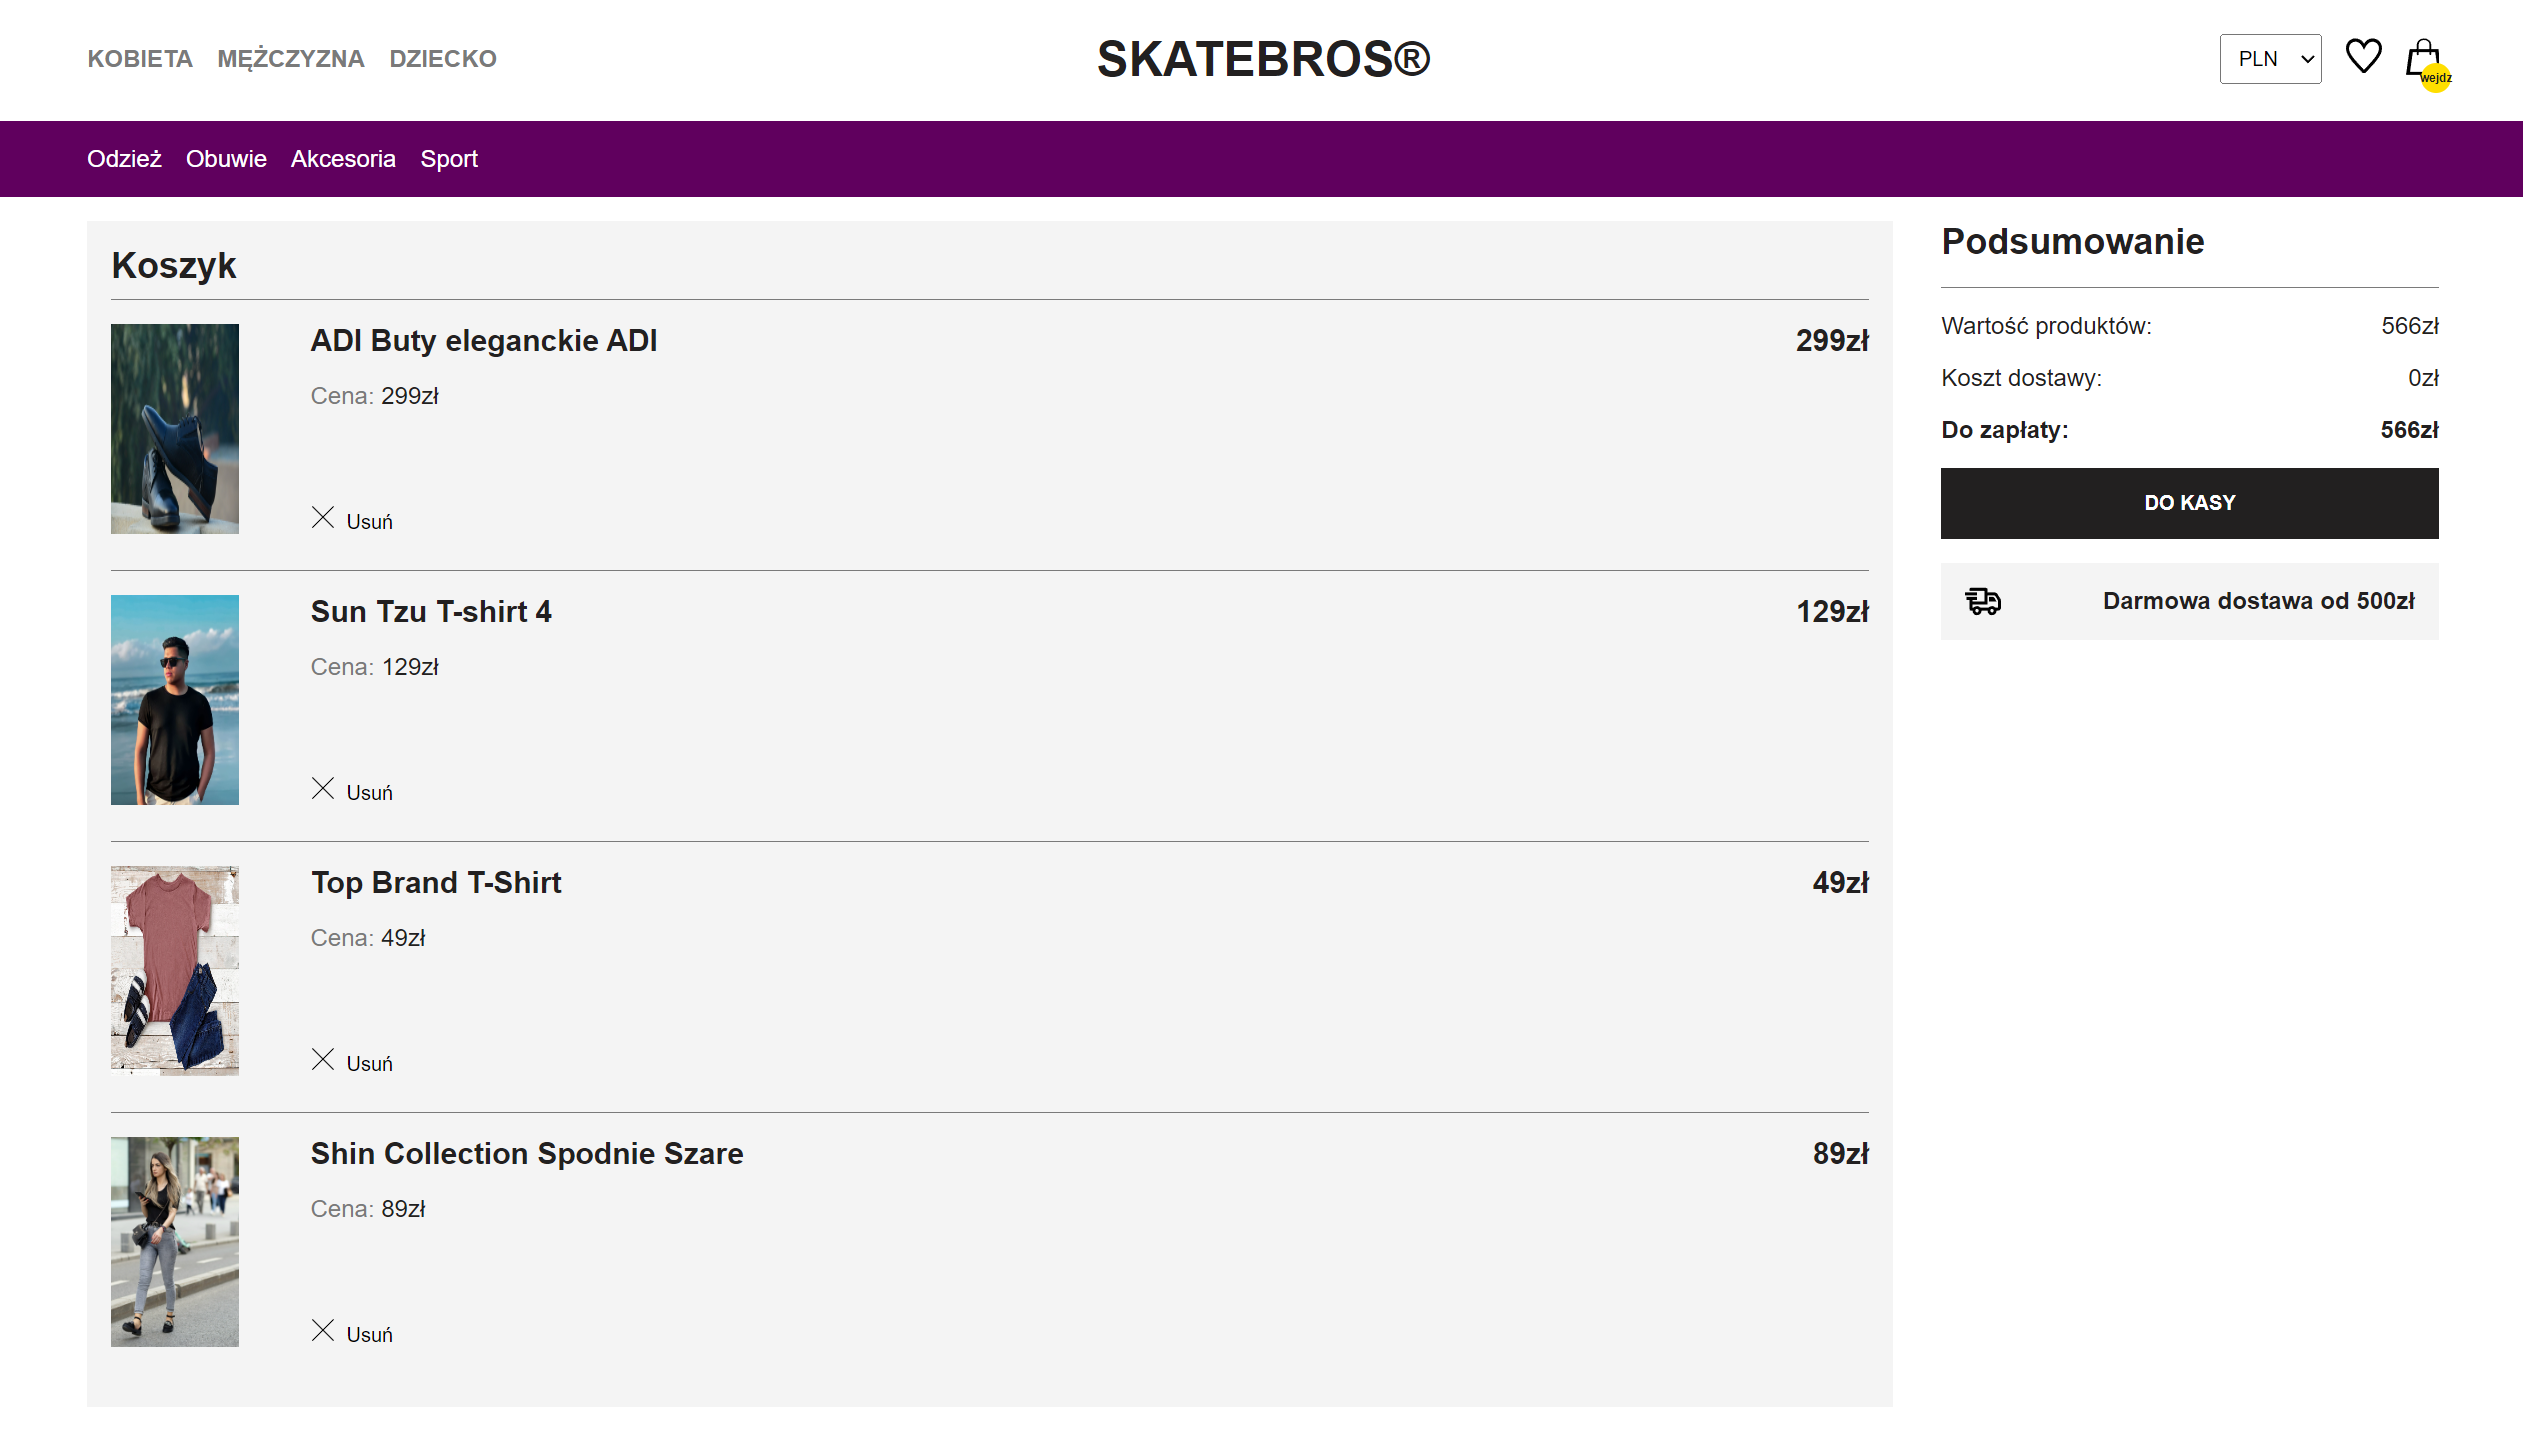 KOBIETA MĘŻCZYZNA DZIECKO
SKATEBROS®
PLN
wejdz
Odzież Obuwie Akcesoria Sport
Koszyk
ADI Buty eleganckie ADI
299zł
Cena: 299zł
Usuń
Sun Tzu T-shirt 4
129zł
Cena: 129zł
Usuń
Top Brand T-Shirt
49zł
Cena: 49zł
Usuń
Shin Collection Spodnie Szare
89zł
Cena: 89zł
Usuń
Podsumowanie
Wartość produktów: 566zł
Koszt dostawy: 0zł
Do zapłaty: 566zł
DO KASY
Darmowa dostawa od 500zł